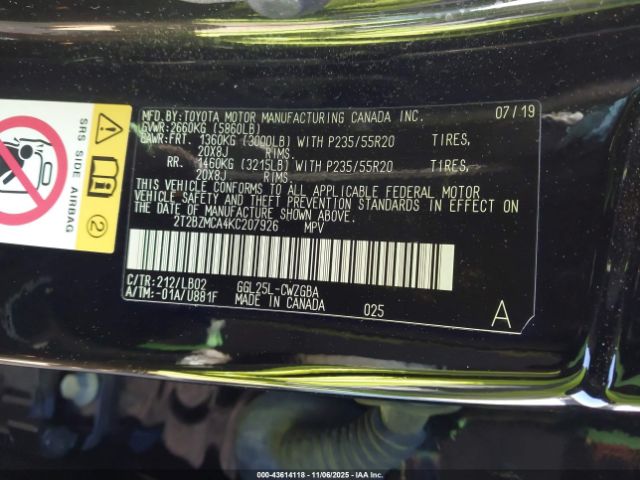 SRS SIDE AIRBAG
2
MFD.BY:TOYOTA MOTOR MANUFACTURING CANADA INC. 07/19
GVWR:2660KG (5860LB)
GAWR:FRT. 1360KG (3000LB) WITH P235/55R20 TIRES,
20X8J RIMS.
RR. 1460KG (3215LB) WITH P235/55R20 TIRES,
20X8J RIMS.
THIS VEHICLE CONFORMS TO ALL APPLICABLE FEDERAL MOTOR
VEHICLE SAFETY AND THEFT PREVENTION STANDARDS IN EFFECT ON
THE DATE OF MANUFACTURE SHOWN ABOVE.
2T2BZMCA4KC207926 MPV
C/TR:212/LB02 GGL25L-CWZGBA
A/TM:-01A/U881F MADE IN CANADA 025 A
000-43614118 - 11/06/2025 - IAA Inc.